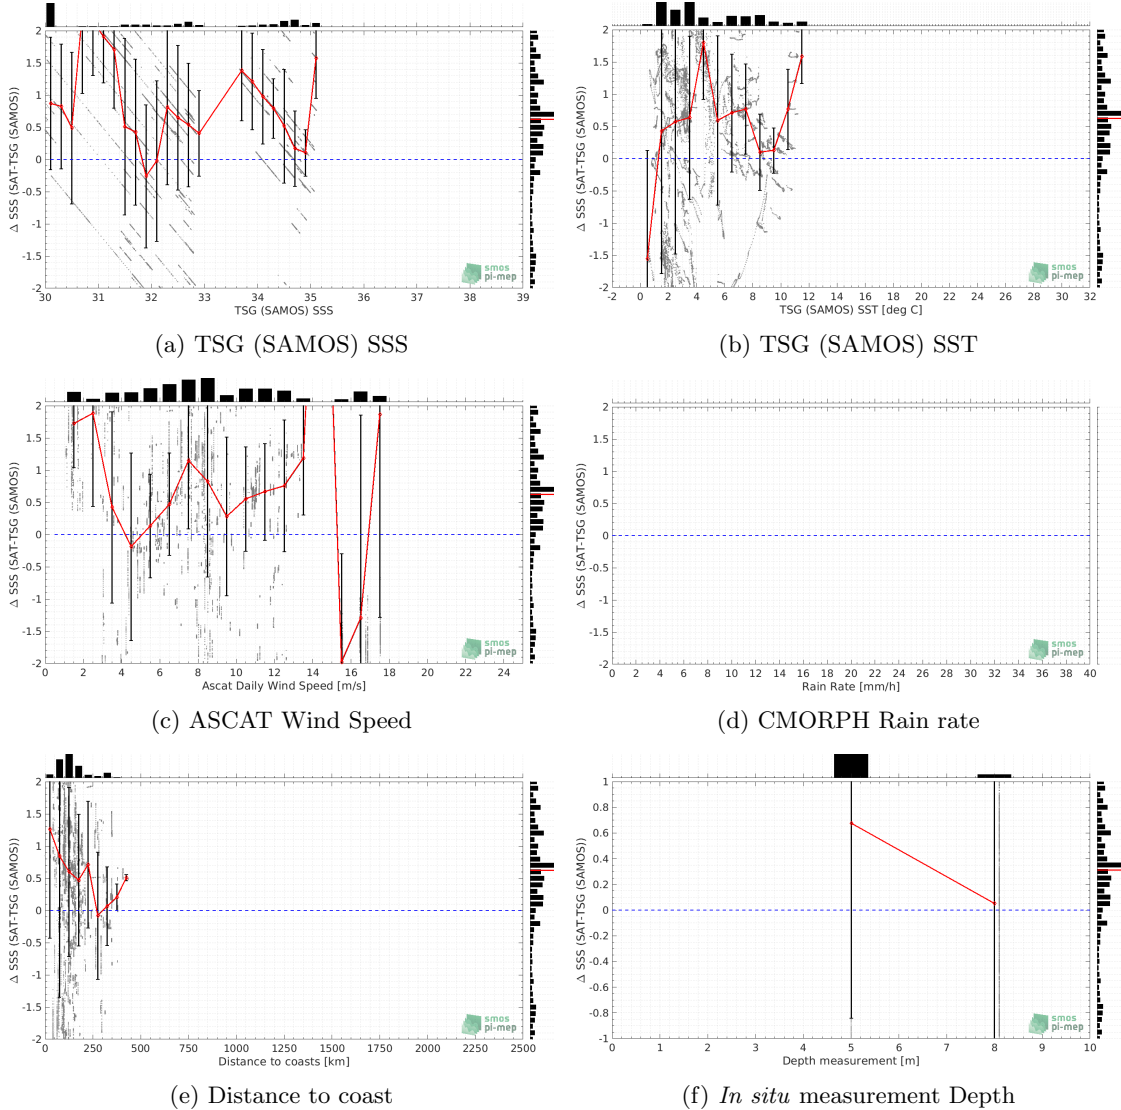 Δ SSS (SAT-TSG (SAMOS))
2
1.5
1
0.5
0
-0.5
-1
-1.5
-2
30 31 32 33 34 35 36 37 38 39
TSG (SAMOS) SSS
smos
pi-mep
(a) TSG (SAMOS) SSS
Δ SSS (SAT-TSG (SAMOS))
2
1.5
1
0.5
0
-0.5
-1
-1.5
-2
-2 0 2 4 6 8 10 12 14 16 18 20 22 24 26 28 30 32
TSG (SAMOS) SST [deg C]
smos
pi-mep
(b) TSG (SAMOS) SST
Δ SSS (SAT-TSG (SAMOS))
2
1.5
1
0.5
0
-0.5
-1
-1.5
-2
0 2 4 6 8 10 12 14 16 18 20 22 24
Ascat Daily Wind Speed [m/s]
smos
pi-mep
(c) ASCAT Wind Speed
Δ SSS (SAT-TSG (SAMOS))
2
1.5
1
0.5
0
-0.5
-1
-1.5
-2
0 2 4 6 8 10 12 14 16 18 20 22 24 26 28 30 32 34 36 38 40
Rain Rate [mm/h]
smos
pi-mep
(d) CMORPH Rain rate
Δ SSS (SAT-TSG (SAMOS))
2
1.5
1
0.5
0
-0.5
-1
-1.5
-2
0 250 500 750 1000 1250 1500 1750 2000 2250 2500
Distance to coasts [km]
smos
pi-mep
(e) Distance to coast
Δ SSS (SAT-TSG (SAMOS))
1
0.8
0.6
0.4
0.2
0
-0.2
-0.4
-0.6
-0.8
-1
0 1 2 3 4 5 6 7 8 9 10
Depth measurement [m]
smos
pi-mep
(f) In situ measurement Depth